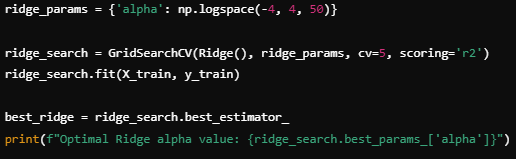 ridge_params = {'alpha': np.logspace(-4, 4, 50)}
ridge_search = GridSearchCV(Ridge(), ridge_params, cv=5, scoring='r2')
ridge_search.fit(X_train, y_train)
best_ridge = ridge_search.best_estimator_
print(f"Optimal Ridge alpha value: {ridge_search.best_params_['alpha']}")